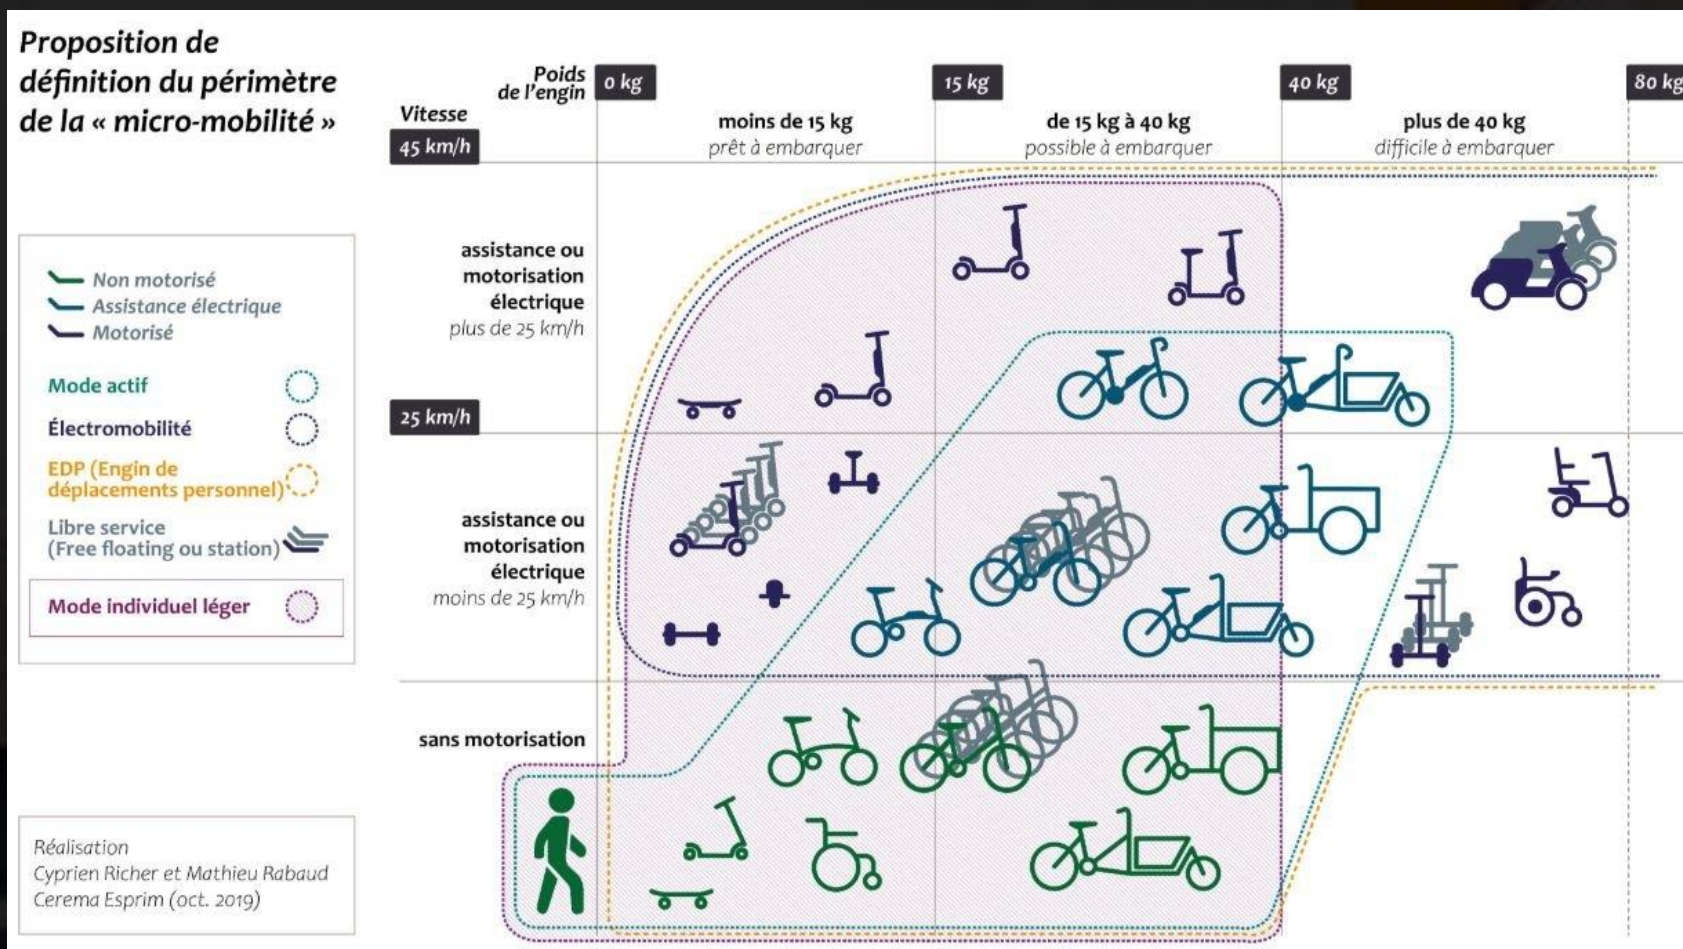 Proposition de
définition du périmètre
de la « micro-mobilité »
Poids
de l'engin
0 kg
15 kg
40 kg
80 kg
Vitesse
45 km/h
moins de 15 kg
prêt à embarquer
de 15 kg à 40 kg
possible à embarquer
plus de 40 kg
difficile à embarquer
assistance ou
motorisation
électrique
plus de 25 km/h
25 km/h
assistance ou
motorisation
électrique
moins de 25 km/h
sans motorisation
Non motorisé
Assistance électrique
Motorisé
Mode actif
Électromobilité
EDP (Engin de
déplacements personnel)
Libre service
(Free floating ou station)
Mode individuel léger
Réalisation
Cyprien Richer et Mathieu Rabaud
Cerema Esprim (oct. 2019)